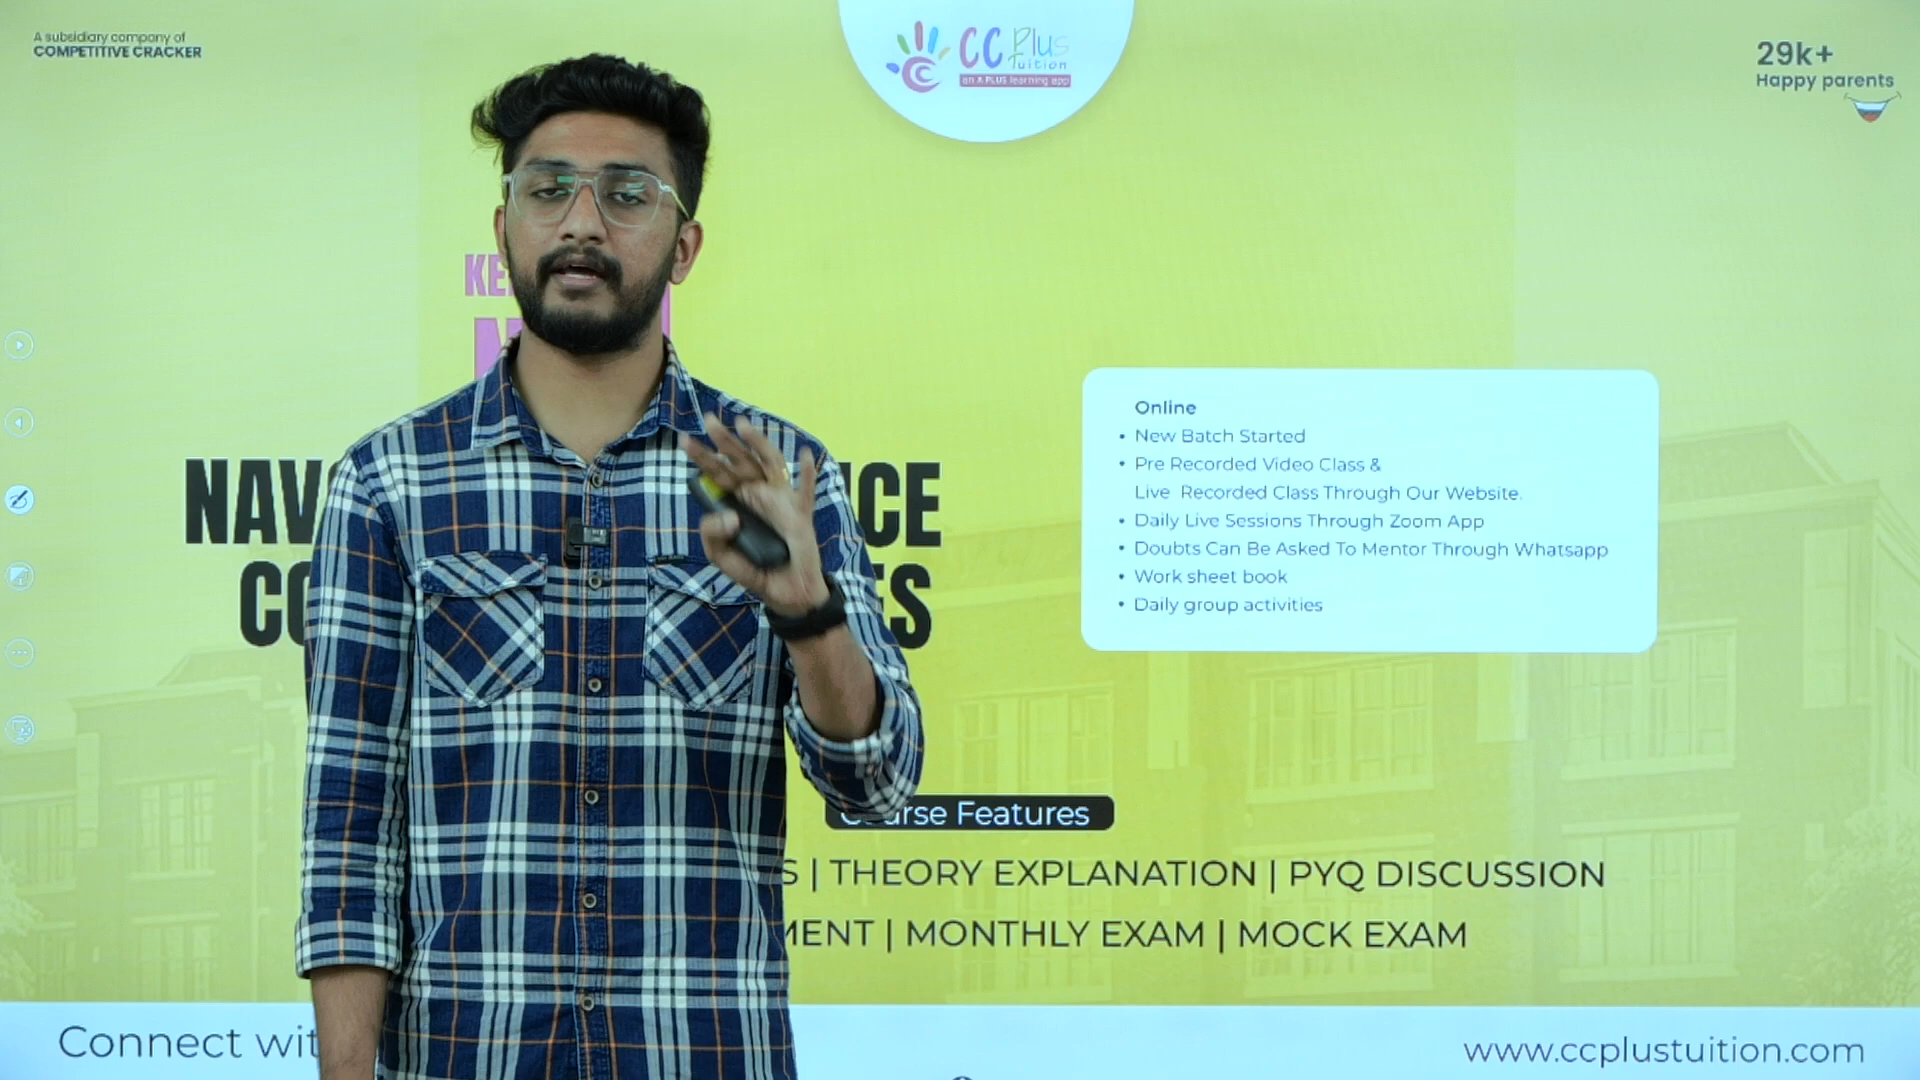 A subsidiary company of
COMPETITIVE CRACKER
CC Plus
Tuition
an A PLUS learning app
29k+
Happy parents
Online
• New Batch Started
• Pre Recorded Video Class &
Live Recorded Class Through Our Website.
• Daily Live Sessions Through Zoom App
• Doubts Can Be Asked To Mentor Through Whatsapp
• Work sheet book
• Daily group activities
Course Features
S | THEORY EXPLANATION | PYQ DISCUSSION
MENT | MONTHLY EXAM | MOCK EXAM
Connect wit
www.ccplustuition.com